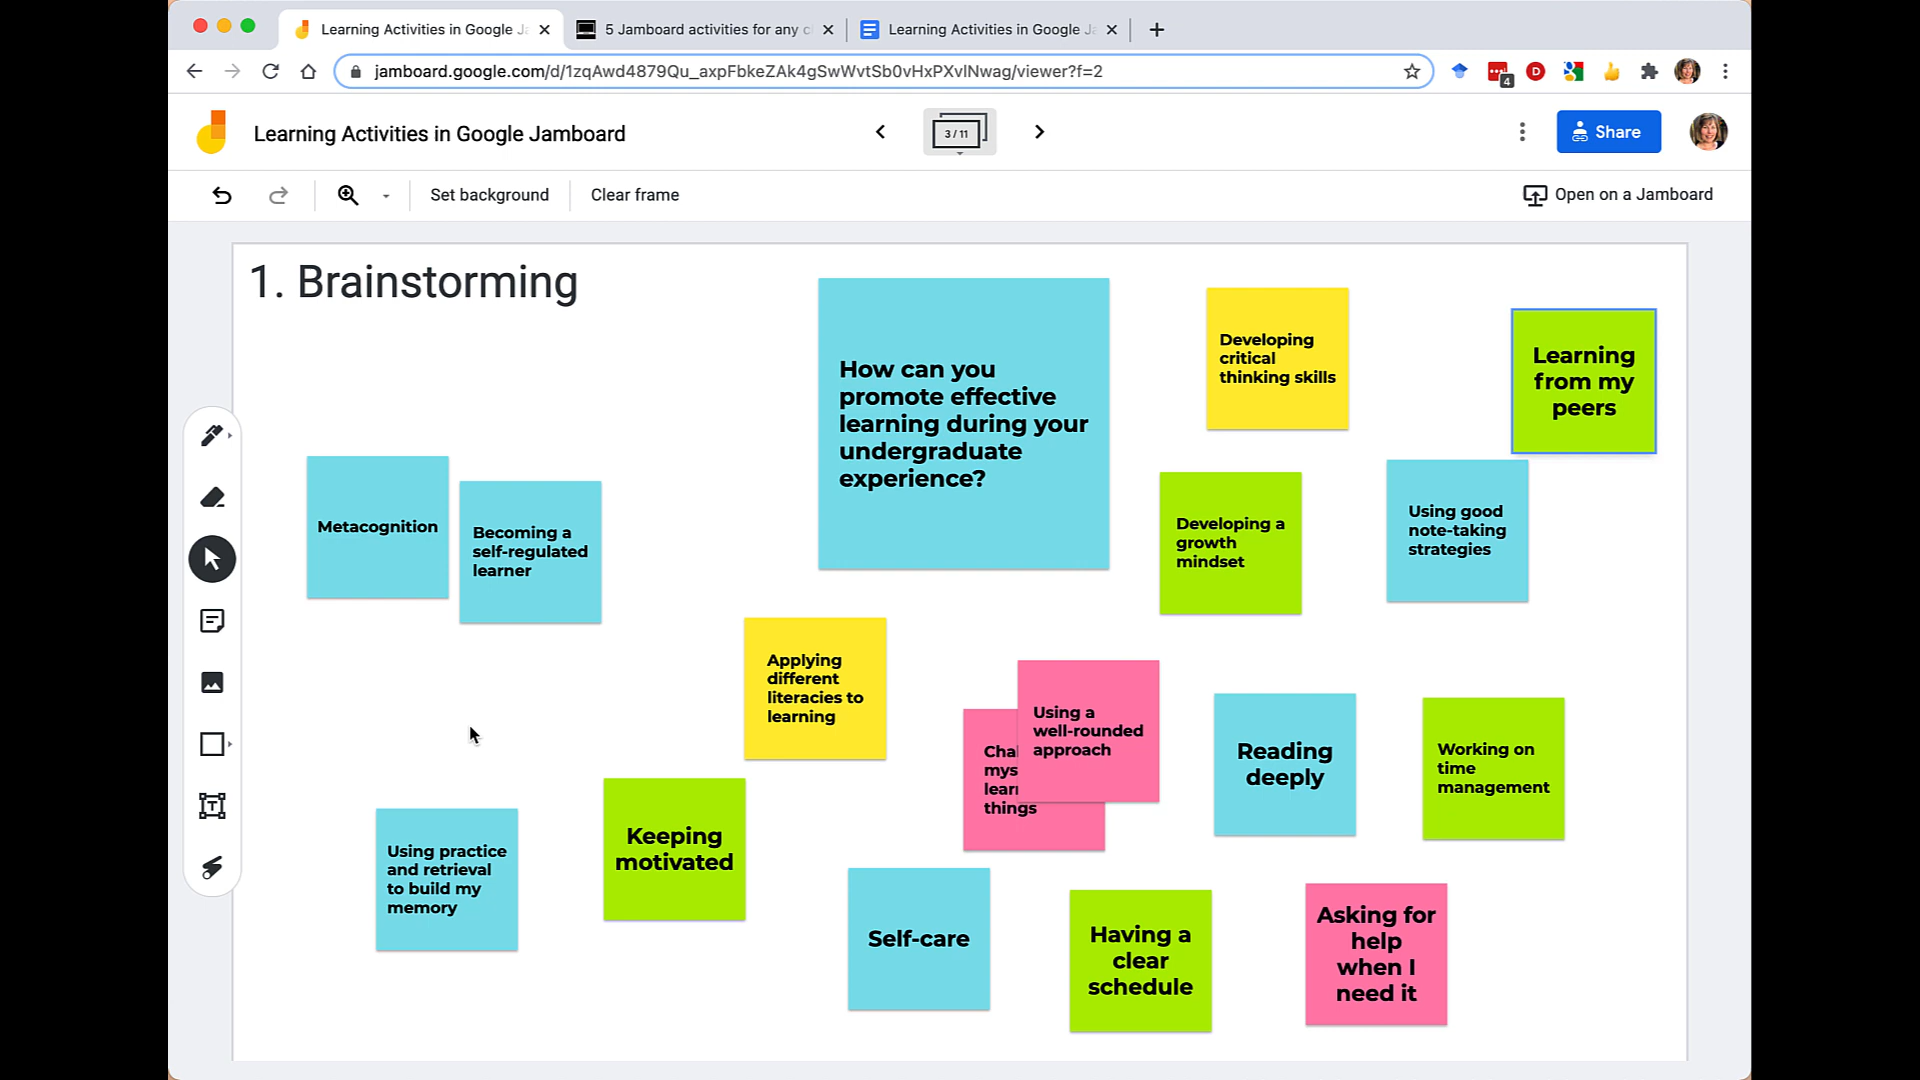 Learning Activities in Google Ja
5 Jamboard activities for any c
Learning Activities in Google Ja
jamboard.google.com/d/1zqAwd4879Qu_axpFbkeZAk4gSwWvtSb0vHxPXvlNwag/viewer?f=2
4
D
Learning Activities in Google Jamboard
3 / 11
Share
Set background
Clear frame
Open on a Jamboard
1. Brainstorming
How can you
promote effective
learning during your
undergraduate
experience?
Developing
critical
thinking skills
Learning
from my
peers
Metacognition
Becoming a
self-regulated
learner
Developing a
growth
mindset
Using good
note-taking
strategies
Applying
different
literacies to
learning
Using a
well-rounded
approach
things
Reading
deeply
Working on
time
management
Using practice
and retrieval
to build my
memory
Keeping
motivated
Self-care
Having a
clear
schedule
Asking for
help
when I
need it